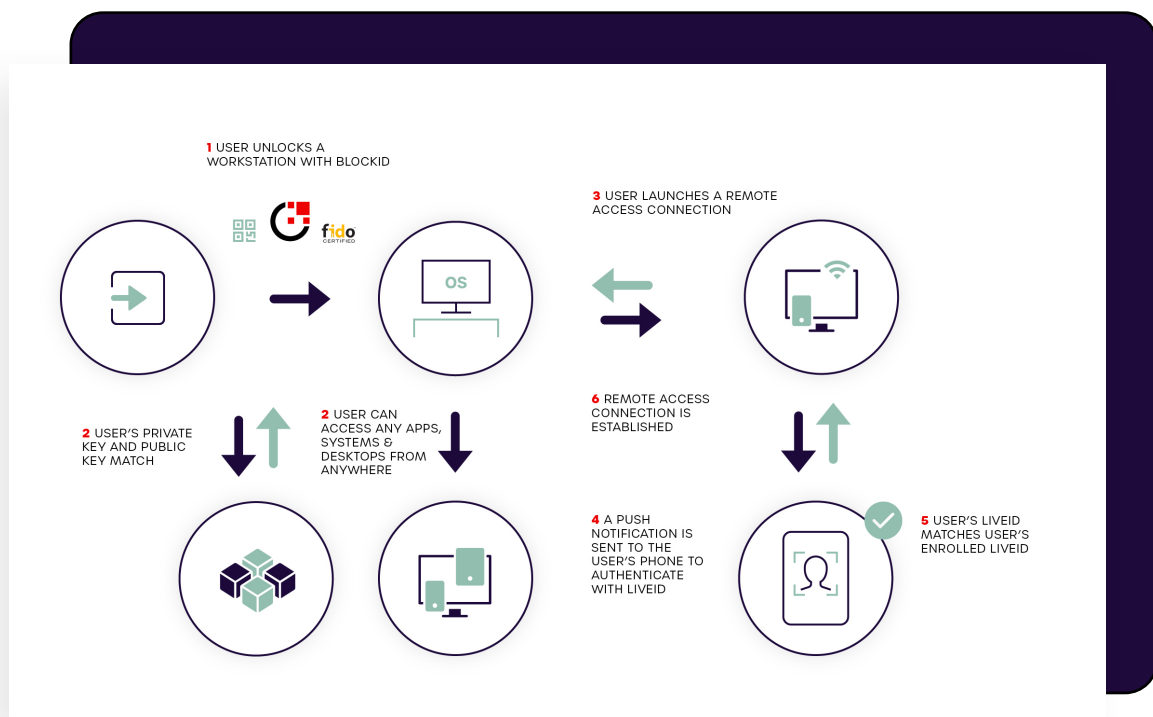 1 USER UNLOCKS A
WORKSTATION WITH BLOCKID
fido
CERTIFIED
OS
3 USER LAUNCHES A REMOTE
ACCESS CONNECTION
2 USER'S PRIVATE
KEY AND PUBLIC
KEY MATCH
2 USER CAN
ACCESS ANY APPS,
SYSTEMS &
DESKTOPS FROM
ANYWHERE
6 REMOTE ACCESS
CONNECTION IS
ESTABLISHED
4 A PUSH
NOTIFICATION IS
SENT TO THE
USER'S PHONE TO
AUTHENTICATE
WITH LIVEID
5 USER'S LIVEID
MATCHES USER'S
ENROLLED LIVEID